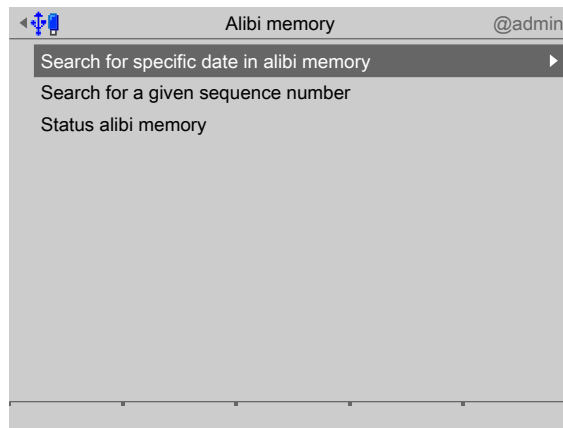 Alibi memory @admin
Search for specific date in alibi memory
Search for a given sequence number
Status alibi memory